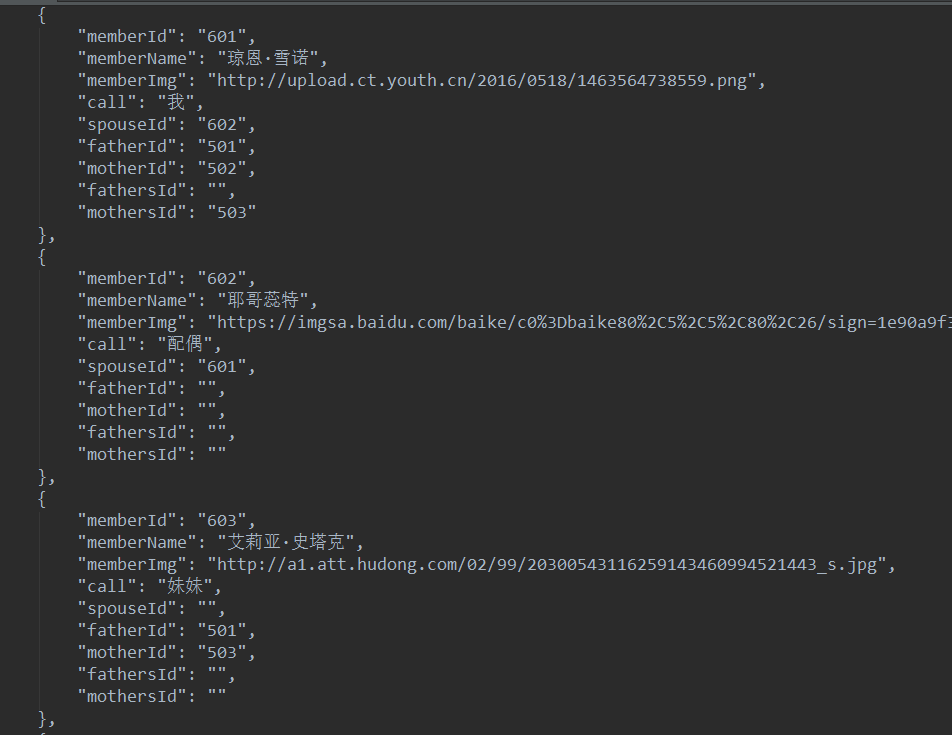 {
"memberId": "601",
"memberName": "琼恩·雪诺",
"memberImg": "http://upload.ct.youth.cn/2016/0518/1463564738559.png",
"call": "我",
"spouseId": "602",
"fatherId": "501",
"motherId": "502",
"fathersId": "",
"mothersId": "503"
},
{
"memberId": "602",
"memberName": "耶哥蕊特",
"memberImg": "https://imgsa.baidu.com/baike/c0%3Dbaike80%2C5%2C5%2C80%2C26/sign=1e90a9f3
"call": "配偶",
"spouseId": "601",
"fatherId": "",
"motherId": "",
"fathersId": "",
"mothersId": ""
},
{
"memberId": "603",
"memberName": "艾莉亚·史塔克",
"memberImg": "http://a1.att.hudong.com/02/99/20300543116259143460994521443_s.jpg",
"call": "妹妹",
"spouseId": "",
"fatherId": "501",
"motherId": "503",
"fathersId": "",
"mothersId": ""
},